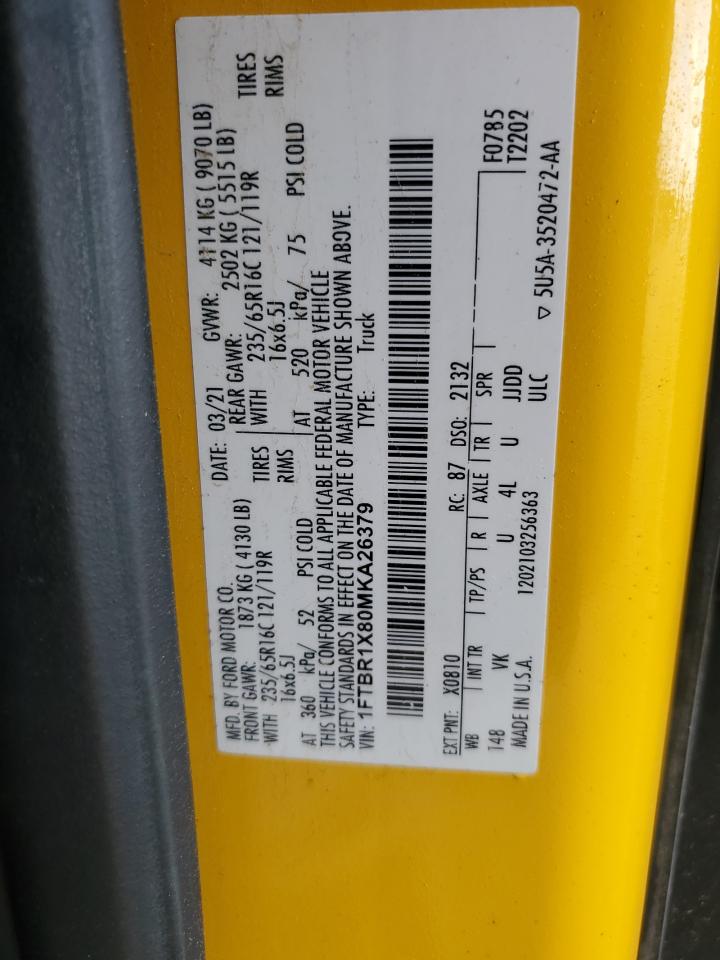 MFD. BY FORD MOTOR CO.
DATE: 03/21 GVWR: 4114 KG ( 9070 LB)
FRONT GAWR: 1873 KG ( 4130 LB) REAR GAWR: 2502 KG ( 5515 LB)
WITH 235/65R16C 121/119R TIRES WITH 235/65R16C 121/119R TIRES
16x6.5J RIMS 16x6.5J RIMS
AT 360 kPa/ 52 PSI COLD AT 520 kPa/ 75 PSI COLD
THIS VEHICLE CONFORMS TO ALL APPLICABLE FEDERAL MOTOR VEHICLE
SAFETY STANDARDS IN EFFECT ON THE DATE OF MANUFACTURE SHOWN ABOVE.
VIN: 1FTBR1X80MKA26379 TYPE: Truck
EXT PNT: X0810 RC: 87 DSO: 2132 F0785
WB INT TR TP/PS R AXLE TR SPR T2202
148 VK U 4L U JJDD
MADE IN U.S.A. 1202103256363 ULC ▽ 5U5A-3520472-AA